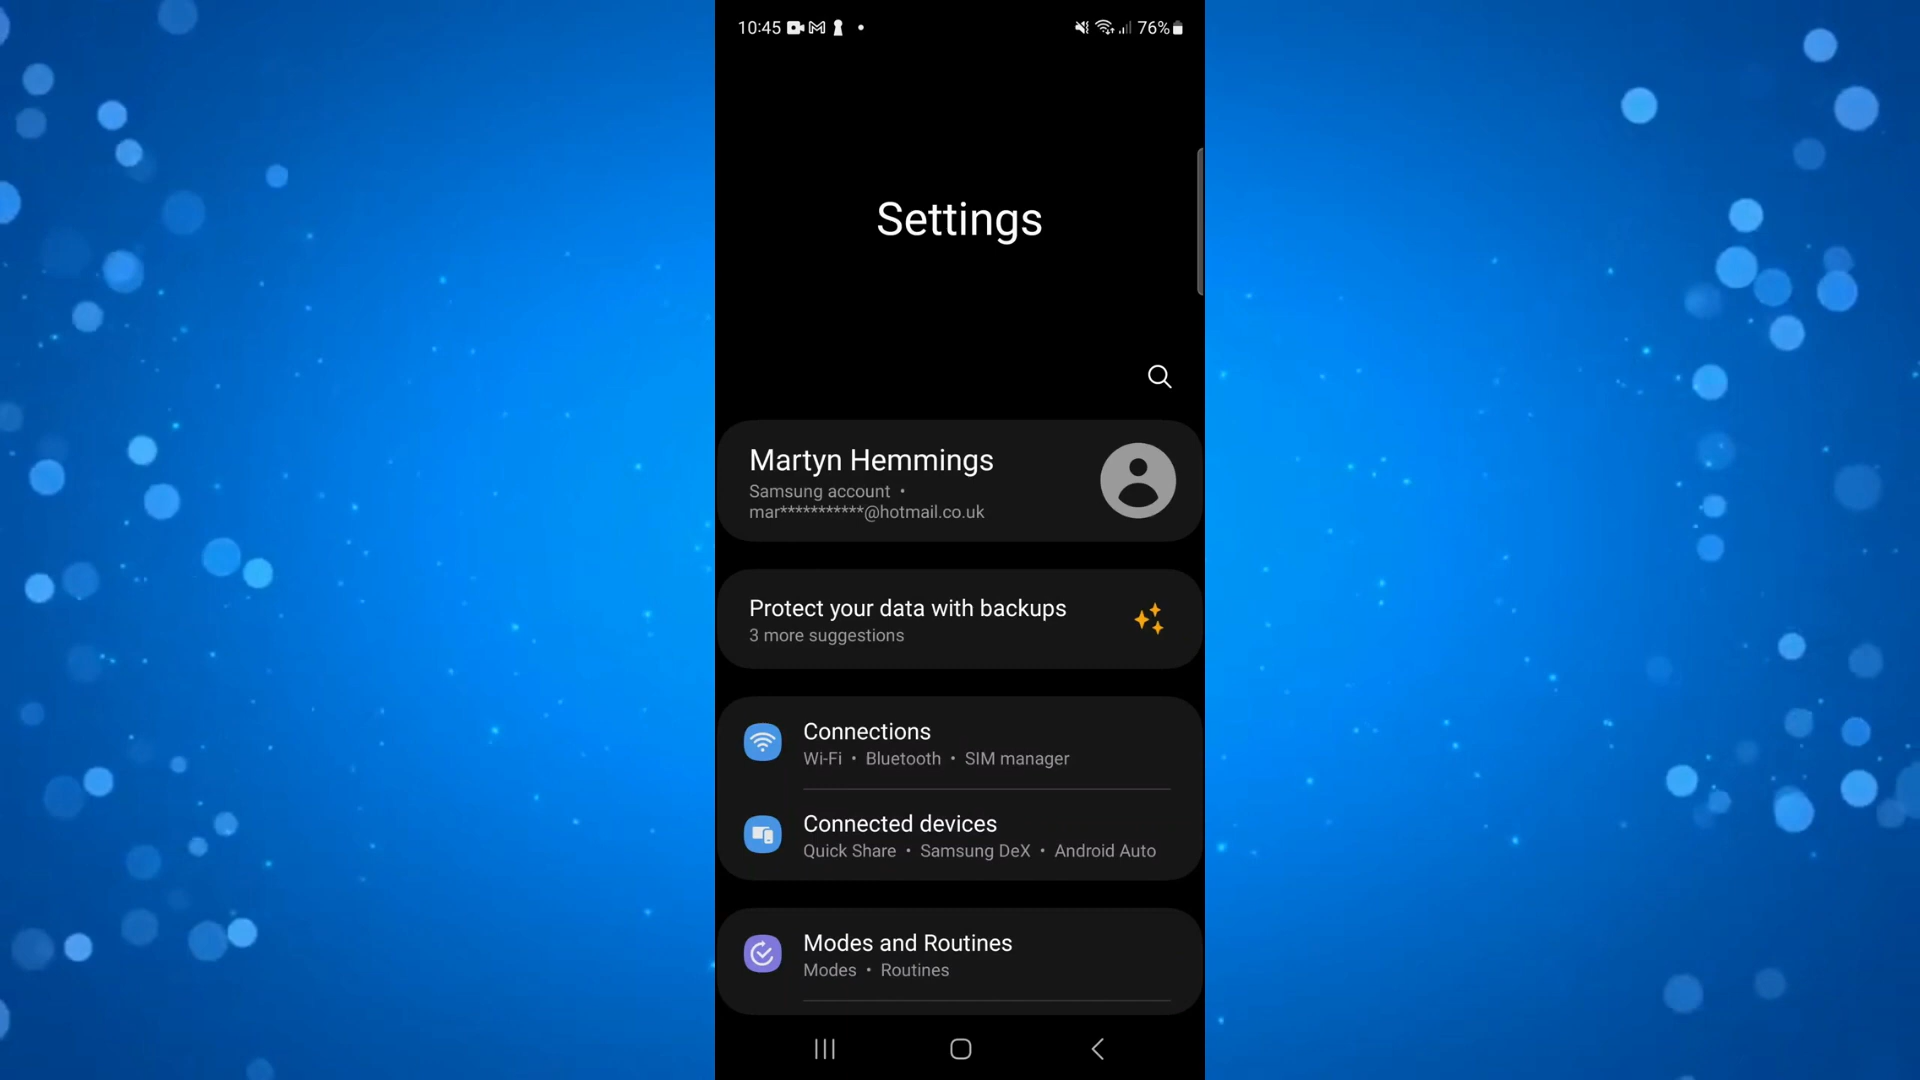 10:45 76%
Settings
Martyn Hemmings
Samsung account •
mar***********@hotmail.co.uk
Protect your data with backups
3 more suggestions
Connections
Wi-Fi • Bluetooth • SIM manager
Connected devices
Quick Share • Samsung DeX • Android Auto
Modes and Routines
Modes • Routines